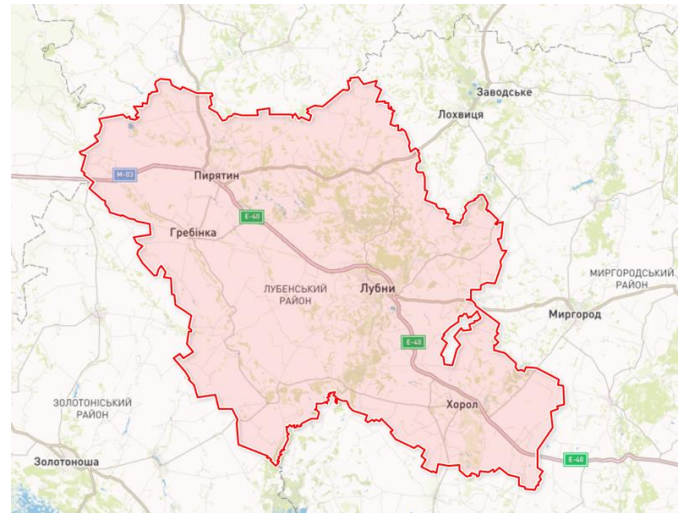 Заводське
Лохвиця
М-03
Пирятин
Е-40
Гребінка
МИРГОРОДСЬКИЙ
РАЙОН
ЛУБЕНСЬКИЙ
РАЙОН
Лубни
Миргород
Е-40
ЗОЛОТОНІСЬКИЙ
РАЙОН
Хорол
Золотоноша
Е-40